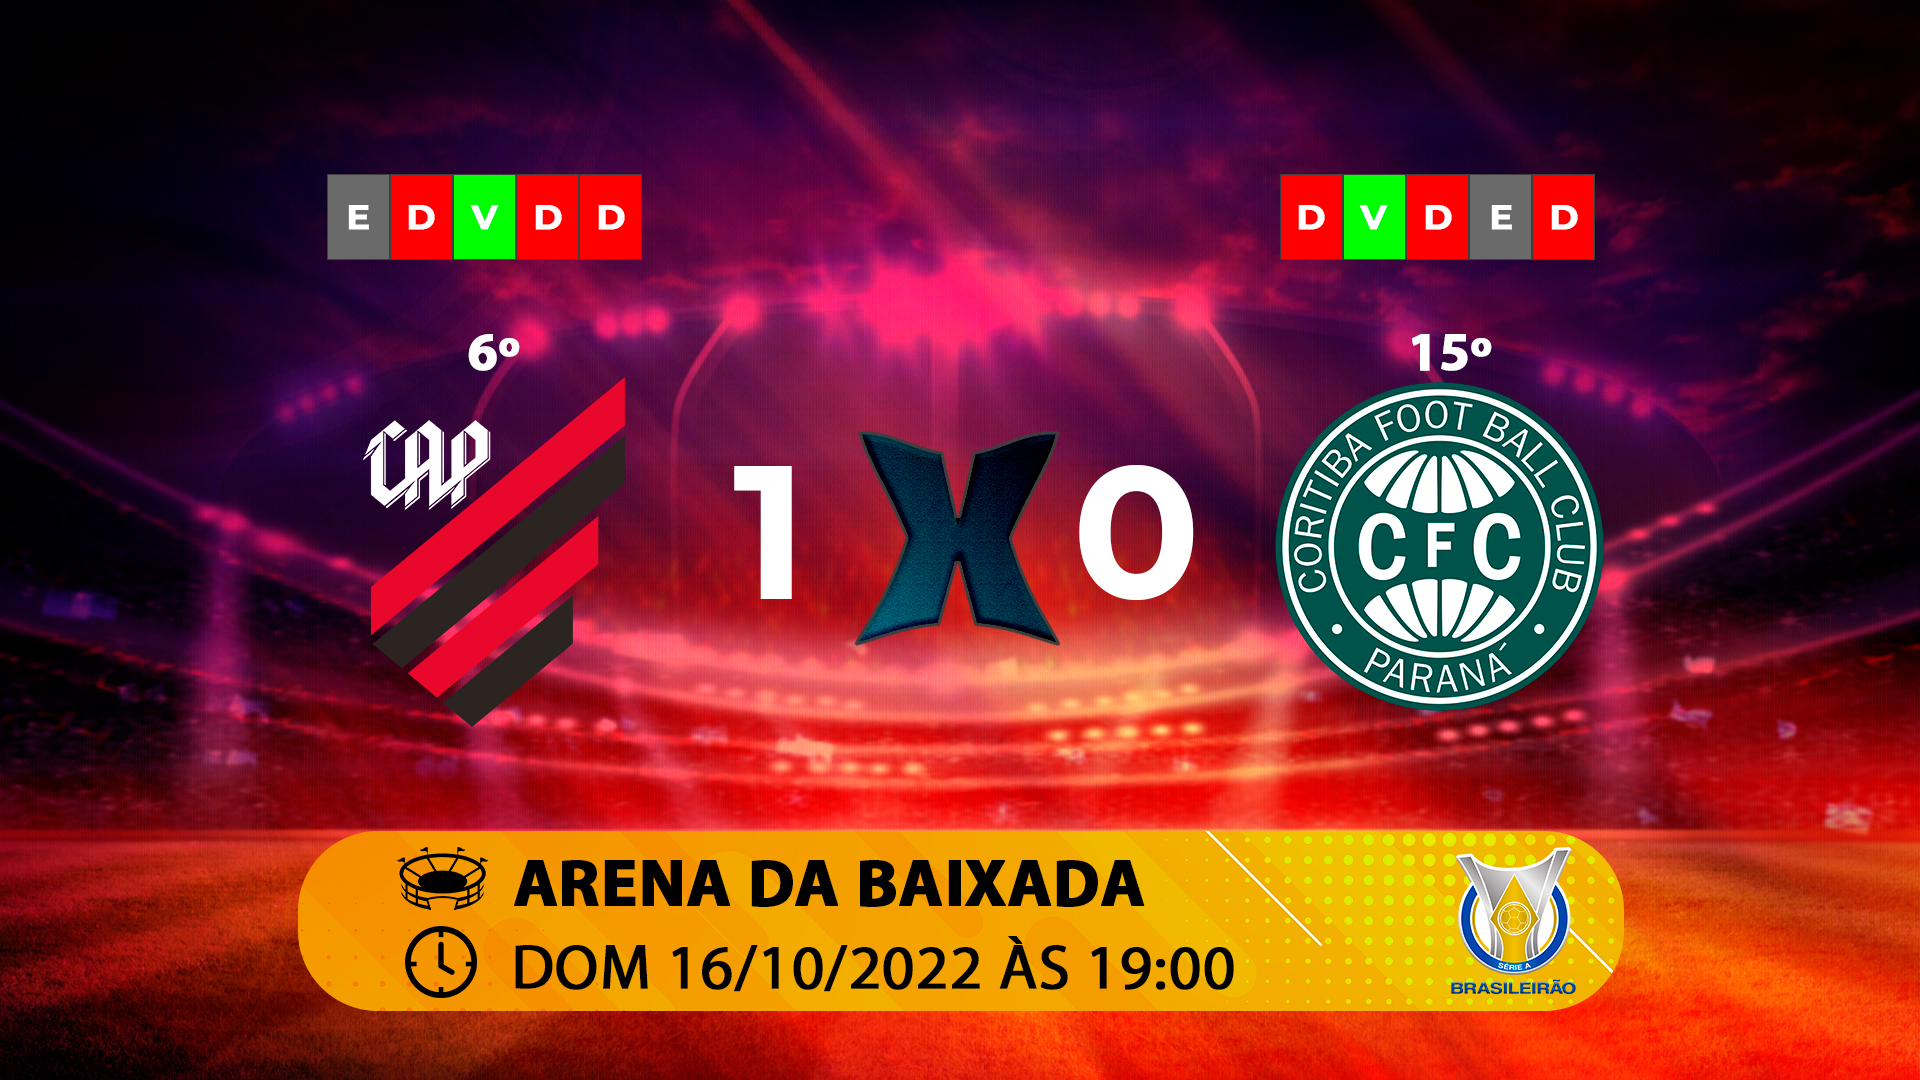 E D V D D
D V D E D
6º
15º
CAP
1 X 0
CORITIBA FOOT BALL CLUB
CFC
PARANÁ
ARENA DA BAIXADA
DOM 16/10/2022 ÀS 19:00
SÉRIE A
BRASILEIRÃO